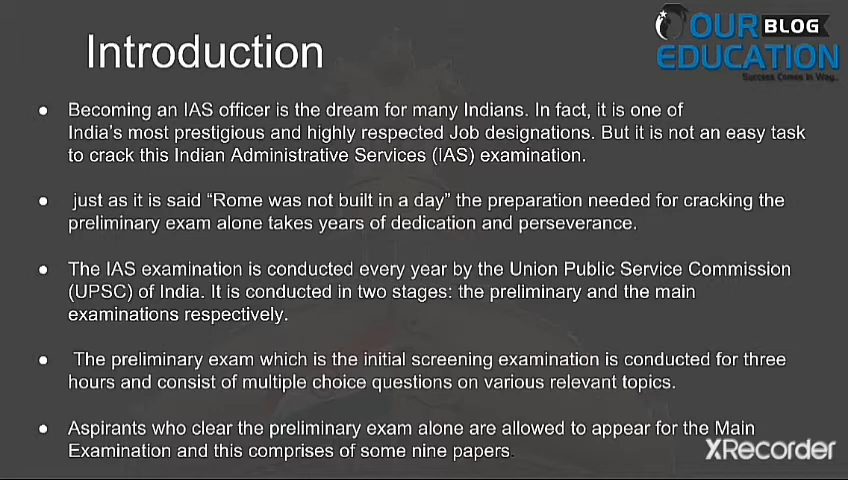 OUR BLOG
EDUCATION
Success Comes In Way..
Introduction
● Becoming an IAS officer is the dream for many Indians. In fact, it is one of
India's most prestigious and highly respected Job designations. But it is not an easy task
to crack this Indian Administrative Services (IAS) examination.
● just as it is said “Rome was not built in a day” the preparation needed for cracking the
preliminary exam alone takes years of dedication and perseverance.
● The IAS examination is conducted every year by the Union Public Service Commission
(UPSC) of India. It is conducted in two stages: the preliminary and the main
examinations respectively.
● The preliminary exam which is the initial screening examination is conducted for three
hours and consist of multiple choice questions on various relevant topics.
● Aspirants who clear the preliminary exam alone are allowed to appear for the Main
Examination and this comprises of some nine papers.
XRecorder